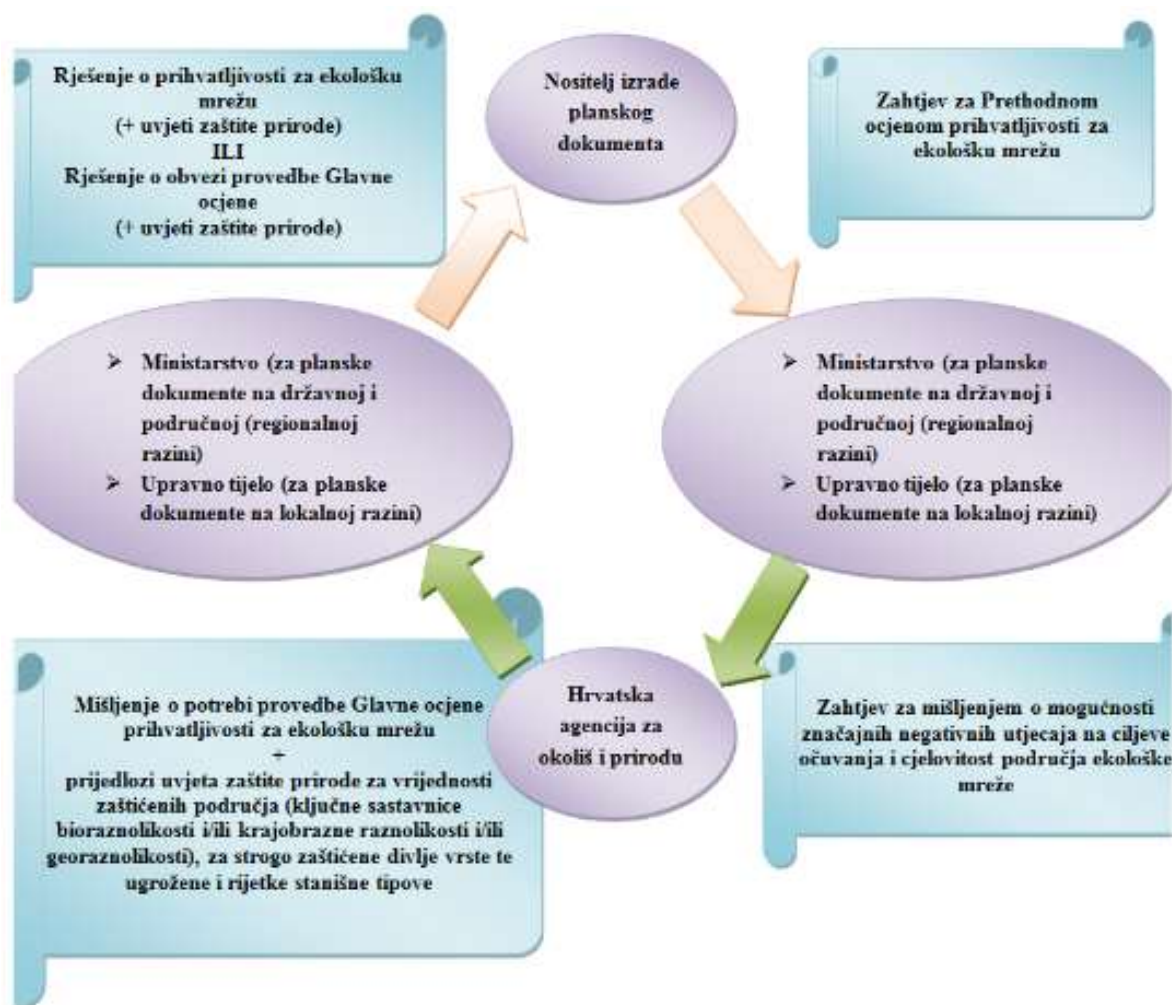 Rješenje o prihvatljivosti za ekološku
mrežu
(+ uvjeti zaštite prirode)
ILI
Rješenje o obvezi provedbe Glavne
ocjene
(+ uvjeti zaštite prirode)
Nositelj izrade
planskog
dokumenta
Zahtjev za Prethodnom
ocjenom prihvatljivosti za
ekološku mrežu
➢ Ministarstvo (za planske
dokumente na državnoj i
područnoj (regionalnoj
razini)
➢ Upravno tijelo (za planske
dokumente na lokalnoj razini)
➢ Ministarstvo (za planske
dokumente na državnoj i
područnoj (regionalnoj
razini)
➢ Upravno tijelo (za planske
dokumente na lokalnoj razini)
Mišljenje o potrebi provedbe Glavne ocjene
prihvatljivosti za ekološku mrežu
+
prijedlozi uvjeta zaštite prirode za vrijednosti
zaštićenih područja (ključne sastavnice
bioraznolikosti i/ili krajobrazne raznolikosti i/ili
georaznolikosti), za strogo zaštićene divlje vrste te
ugrožene i rijetke stanišne tipove
Hrvatska
agencija za
okoliš i prirodu
Zahtjev za mišljenjem o mogućnosti
značajnih negativnih utjecaja na ciljeve
očuvanja i cjelovitost područja ekološke
mreže